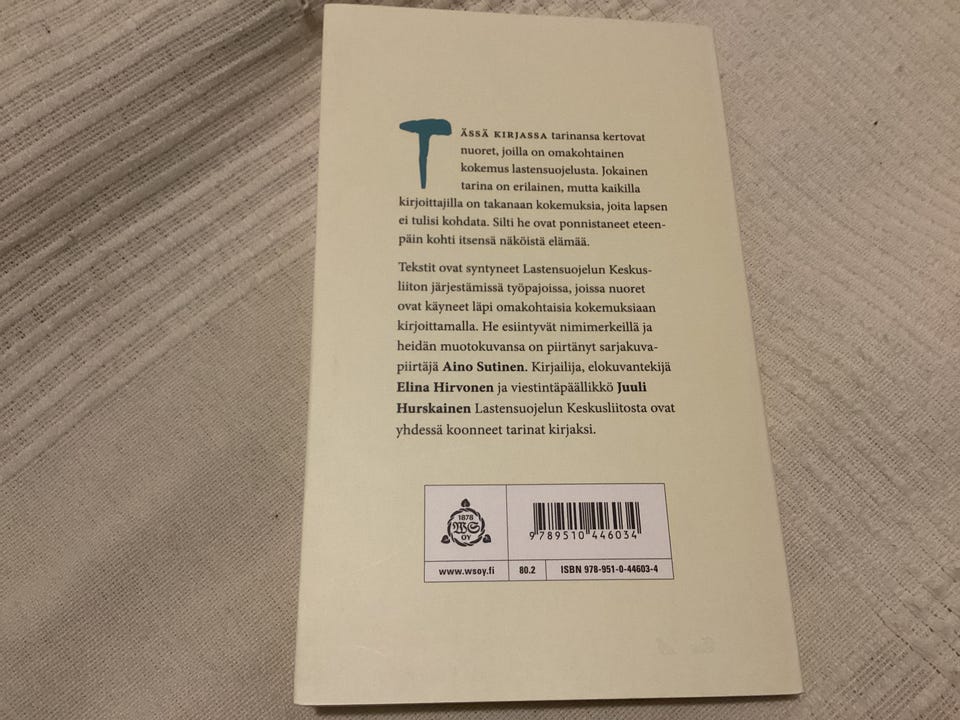 TÄSSÄ KIRJASSA tarinansa kertovat
nuoret, joilla on omakohtainen
kokemus lastensuojelusta. Jokainen
tarina on erilainen, mutta kaikilla
kirjoittajilla on takanaan kokemuksia, joita lapsen
ei tulisi kohdata. Silti he ovat ponnistaneet eteen-
päin kohti itsensä näköistä elämää.
Tekstit ovat syntyneet Lastensuojelun Keskus-
liiton järjestämissä työpajoissa, joissa nuoret
ovat käyneet läpi omakohtaisia kokemuksiaan
kirjoittamalla. He esiintyvät nimimerkeillä ja
heidän muotokuvansa on piirtänyt sarjakuva-
piirtäjä Aino Sutinen. Kirjailija, elokuvantekijä
Elina Hirvonen ja viestintäpäällikkö Juuli
Hurskainen Lastensuojelun Keskusliitosta ovat
yhdessä koonneet tarinat kirjaksi.
1878
WS
OY
9789510446034
www.wsoy.fi
80.2
ISBN 978-951-0-44603-4